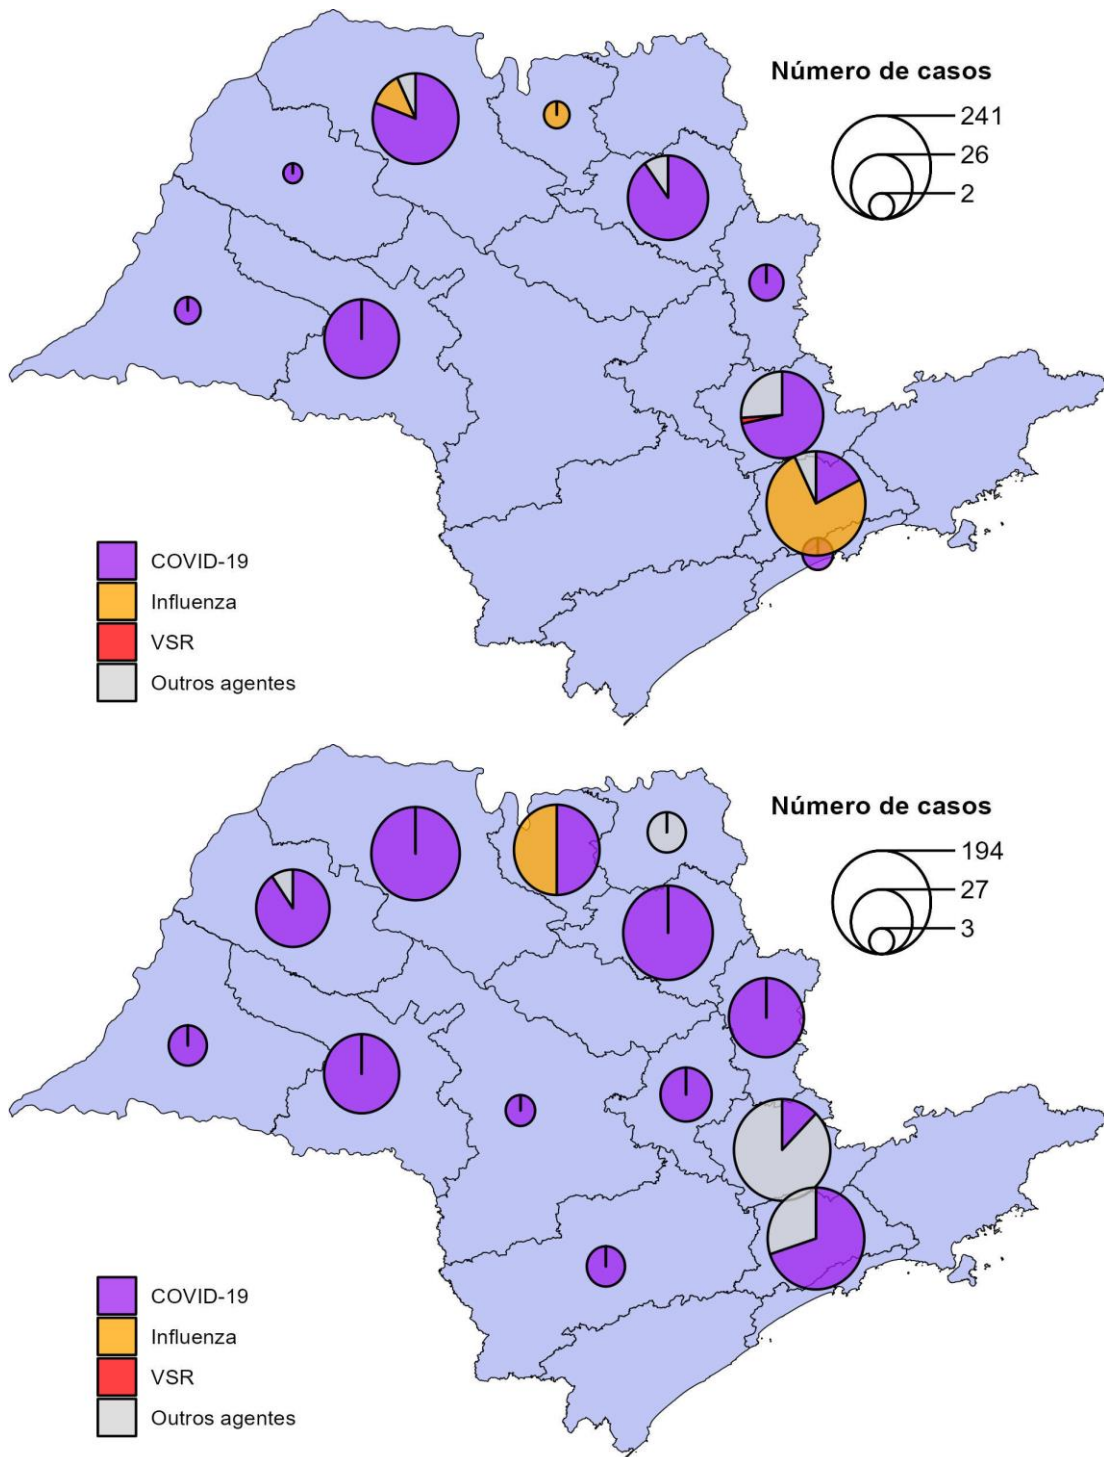 Número de casos
241
26
2
COVID-19
Influenza
VSR
Outros agentes
Número de casos
194
27
3
COVID-19
Influenza
VSR
Outros agentes